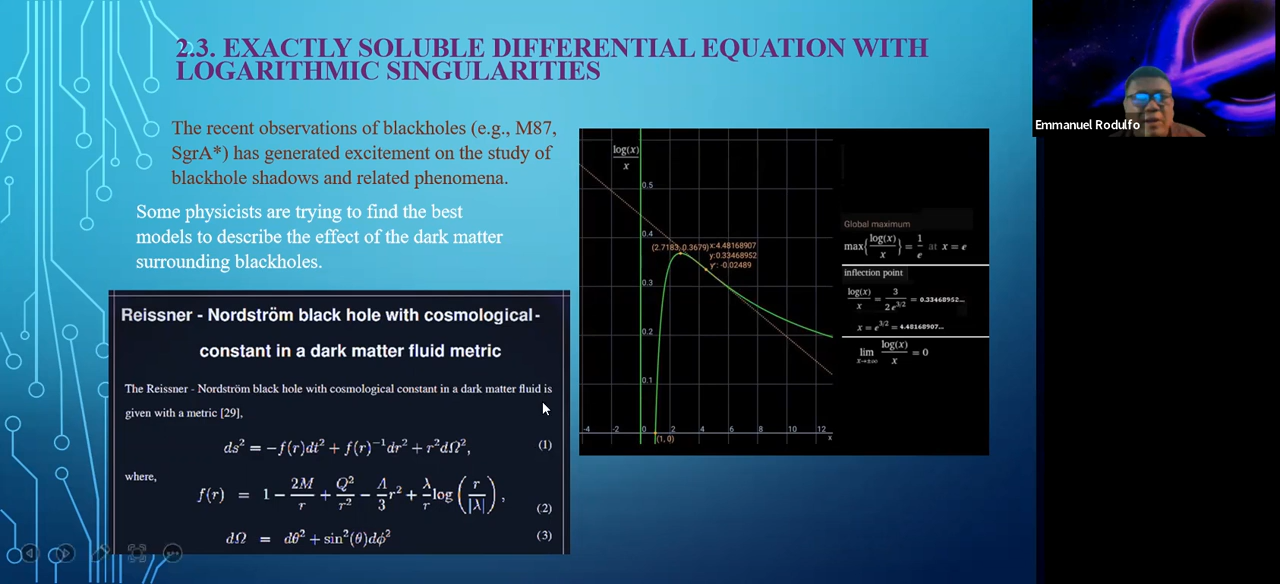 2.3. EXACTLY SOLUBLE DIFFERENTIAL EQUATION WITH
LOGARITHMIC SINGULARITIES
The recent observations of blackholes (e.g., M87,
SgrA*) has generated excitement on the study of
blackhole shadows and related phenomena.
Some physicists are trying to find the best
models to describe the effect of the dark matter
surrounding blackholes.
Reissner - Nordström black hole with cosmological-
constant in a dark matter fluid metric
The Reissner - Nordström black hole with cosmological constant in a dark matter fluid is
given with a metric [29],
ds² = −f(r)dt² + f(r)⁻¹dr² + r²dΩ², (1)
where,
f(r) = 1 − 2M/r + Q²/r² − Λ/3 r² + λ/r log(r/|λ|), (2)
dΩ = dθ² + sin²(θ)dϕ² (3)
log(x)/x
0.5
0.4
0.3
0.2
0.1
(2.7183, 0.3679)
x:4.48168907
y:0.33468952
y': -0.02489
-4 -2 0 2 4 6 8 10 12
x
(1, 0)
Global maximum
max{log(x)/x} = 1/e at x = e
inflection point
log(x)/x = 3/(2 e^{3/2}) = 0.33468952...
x = e^{3/2} = 4.48168907...
lim x→±∞ log(x)/x = 0
Emmanuel Rodulfo